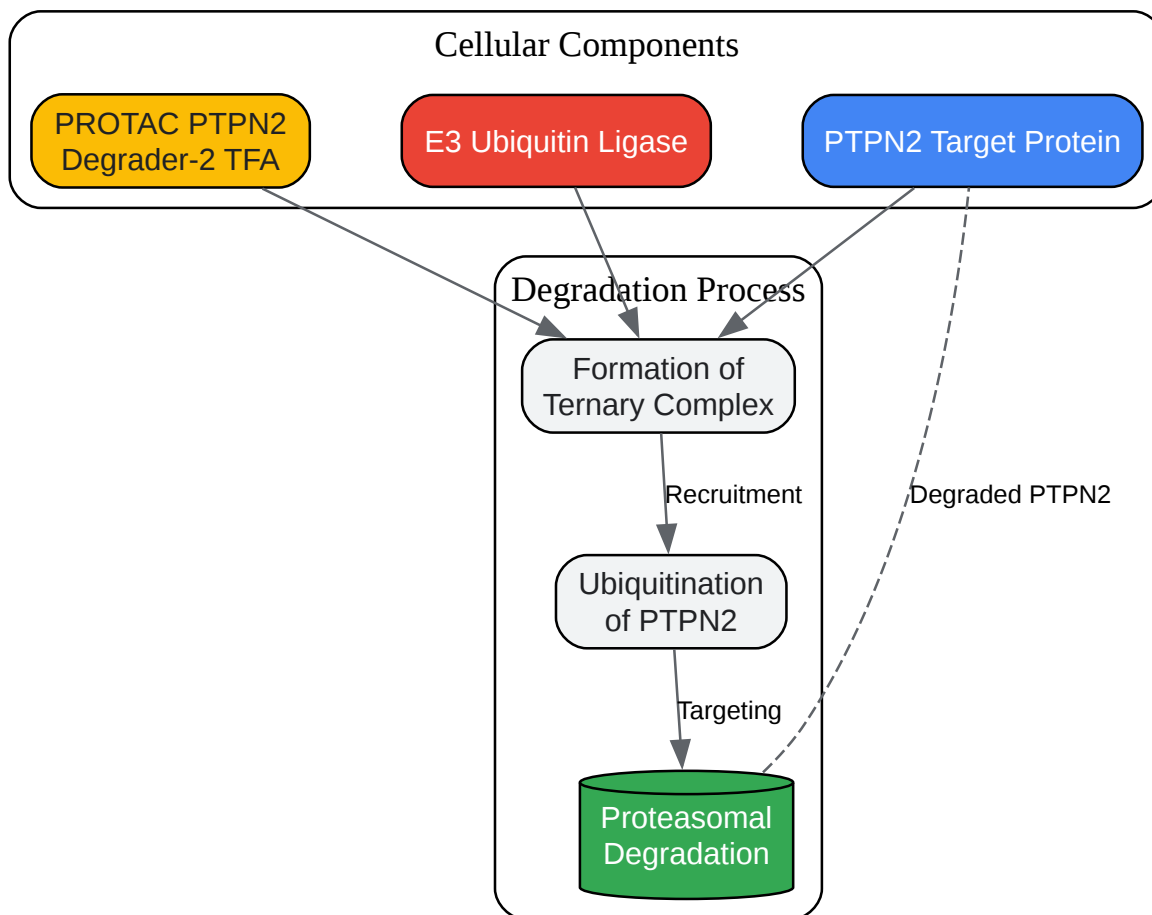 Cellular Components
PROTAC PTPN2
Degrader-2 TFA
E3 Ubiquitin Ligase
PTPN2 Target Protein
Degradation Process
Formation of
Ternary Complex
Recruitment
Degraded PTPN2
Ubiquitination
of PTPN2
Targeting
Proteasomal
Degradation